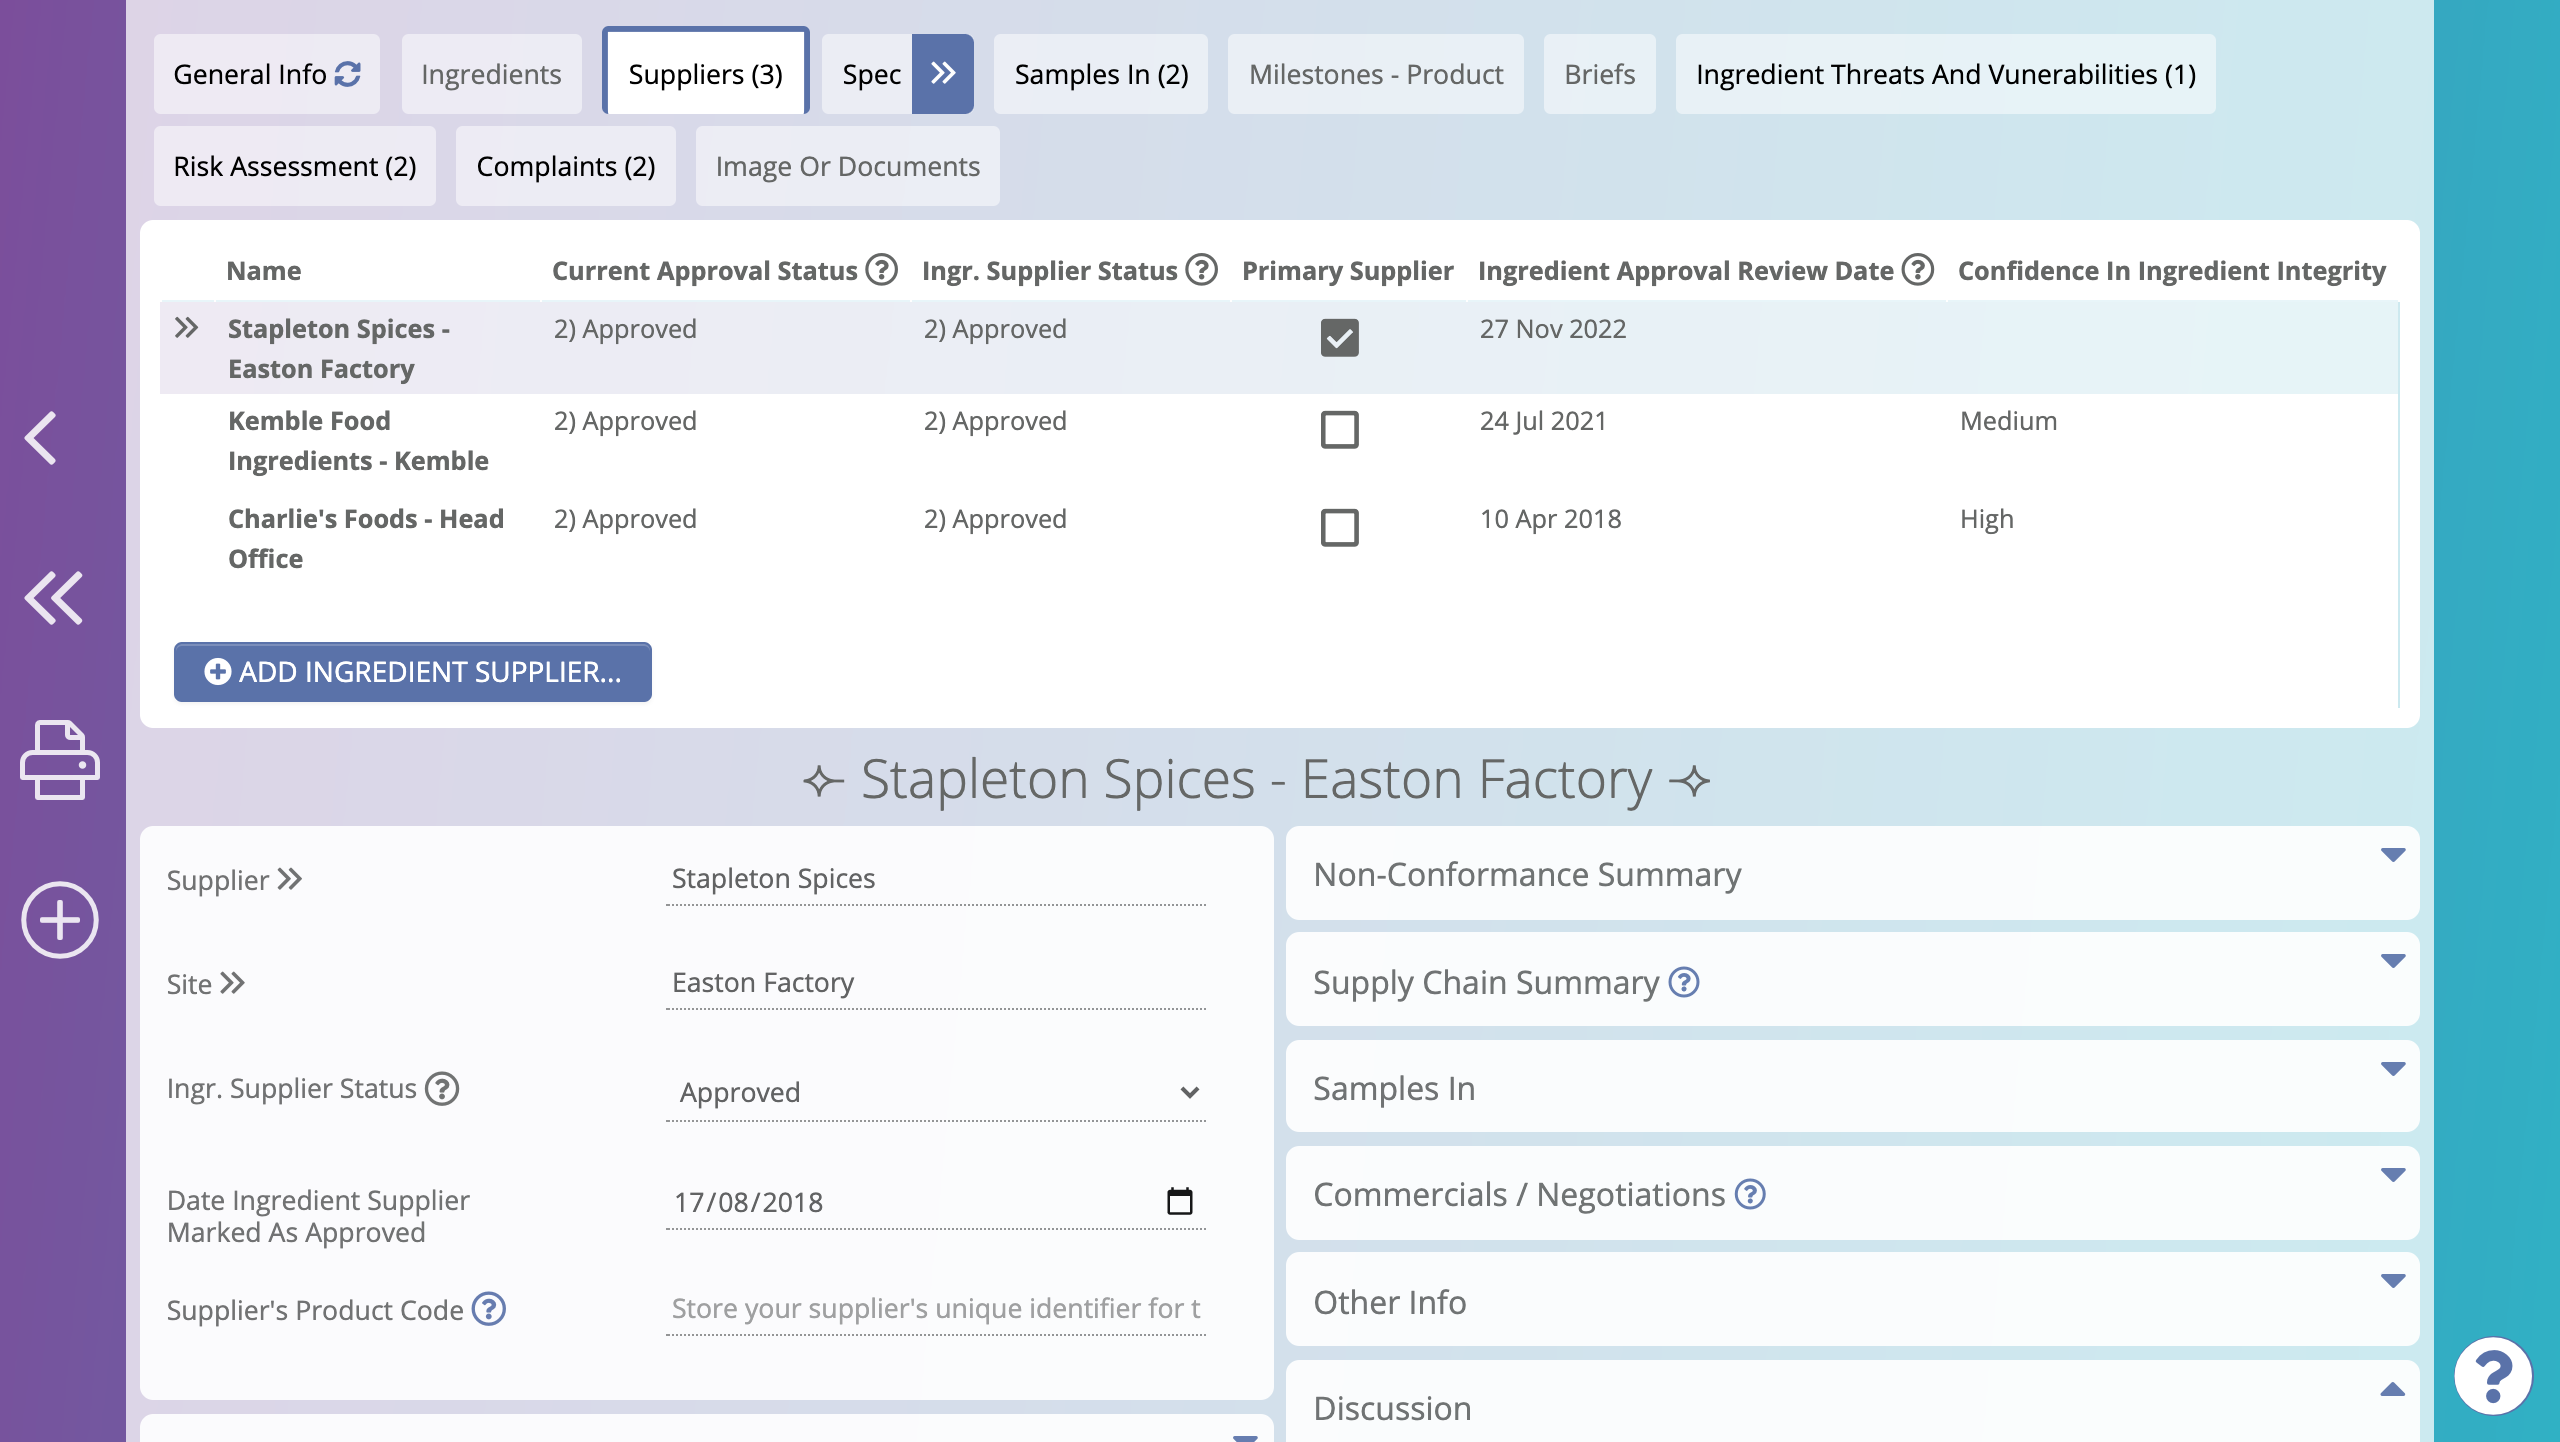 General Info
Ingredients
Suppliers (3)
Spec
Samples In (2)
Milestones - Product
Briefs
Ingredient Threats And Vunerabilities (1)
Risk Assessment (2)
Complaints (2)
Image Or Documents
Name
Current Approval Status ?
Ingr. Supplier Status ?
Primary Supplier
Ingredient Approval Review Date ?
Confidence In Ingredient Integrity
Stapleton Spices -
Easton Factory
2) Approved
2) Approved
27 Nov 2022
Kemble Food
Ingredients - Kemble
2) Approved
2) Approved
24 Jul 2021
Medium
Charlie's Foods - Head
Office
2) Approved
2) Approved
10 Apr 2018
High
ADD INGREDIENT SUPPLIER...
Stapleton Spices - Easton Factory
Supplier
Stapleton Spices
Site
Easton Factory
Ingr. Supplier Status ?
Approved
Date Ingredient Supplier
Marked As Approved
17/08/2018
Supplier's Product Code ?
Store your supplier's unique identifier for t
Non-Conformance Summary
Supply Chain Summary ?
Samples In
Commercials / Negotiations ?
Other Info
Discussion
?